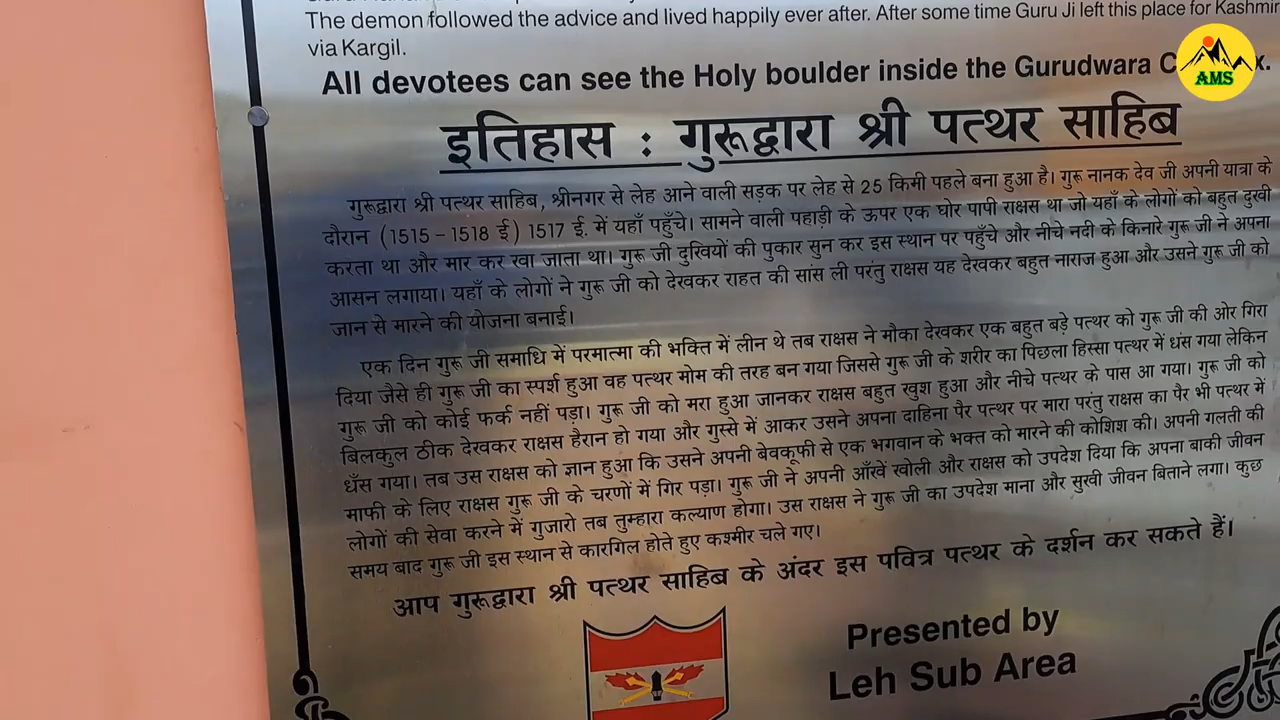 The demon followed the advice and lived happily ever after. After some time Guru Ji left this place for Kashmir
via Kargil.
All devotees can see the Holy boulder inside the Gurudwara
AMS
इतिहास : गुरूद्वारा श्री पत्थर साहिब
गुरूद्वारा श्री पत्थर साहिब, श्रीनगर से लेह आने वाली सड़क पर लेह से 25 किमी पहले बना हुआ है। गुरू नानक देव जी अपनी यात्रा के
दौरान (1515 – 1518 ई) 1517 ई. में यहाँ पहुँचे। सामने वाली पहाड़ी के ऊपर एक घोर पापी राक्षस था जो यहाँ के लोगों को बहुत दुखी
करता था और मार कर खा जाता था। गुरू जी दुखियों की पुकार सुन कर इस स्थान पर पहुँचे और नीचे नदी के किनारे गुरू जी ने अपना
आसन लगाया। यहाँ के लोगों ने गुरू जी को देखकर राहत की सांस ली परंतु राक्षस यह देखकर बहुत नाराज हुआ और उसने गुरू जी को
जान से मारने की योजना बनाई।
एक दिन गुरू जी समाधि में परमात्मा की भक्ति में लीन थे तब राक्षस ने मौका देखकर एक बहुत बड़े पत्थर को गुरू जी की ओर गिरा
दिया जैसे ही गुरू जी का स्पर्श हुआ वह पत्थर मोम की तरह बन गया जिससे गुरू जी के शरीर का पिछला हिस्सा पत्थर में धंस गया लेकिन
गुरू जी को कोई फर्क नहीं पड़ा। गुरू जी को मरा हुआ जानकर राक्षस बहुत खुश हुआ और नीचे पत्थर के पास आ गया। गुरू जी को
बिलकुल ठीक देखकर राक्षस हैरान हो गया और गुस्से में आकर उसने अपना दाहिना पैर पत्थर पर मारा परंतु राक्षस का पैर भी पत्थर में
धँस गया। तब उस राक्षस को ज्ञान हुआ कि उसने अपनी बेवकूफी से एक भगवान के भक्त को मारने की कोशिश की। अपनी गलती की
माफी के लिए राक्षस गुरू जी के चरणों में गिर पड़ा। गुरू जी ने अपनी आँखें खोली और राक्षस को उपदेश दिया कि अपना बाकी जीवन
लोगों की सेवा करने में गुजारो तब तुम्हारा कल्याण होगा। उस राक्षस ने गुरू जी का उपदेश माना और सुखी जीवन बिताने लगा। कुछ
समय बाद गुरू जी इस स्थान से कारगिल होते हुए कश्मीर चले गए।
आप गुरूद्वारा श्री पत्थर साहिब के अंदर इस पवित्र पत्थर के दर्शन कर सकते हैं।
Presented by
Leh Sub Area